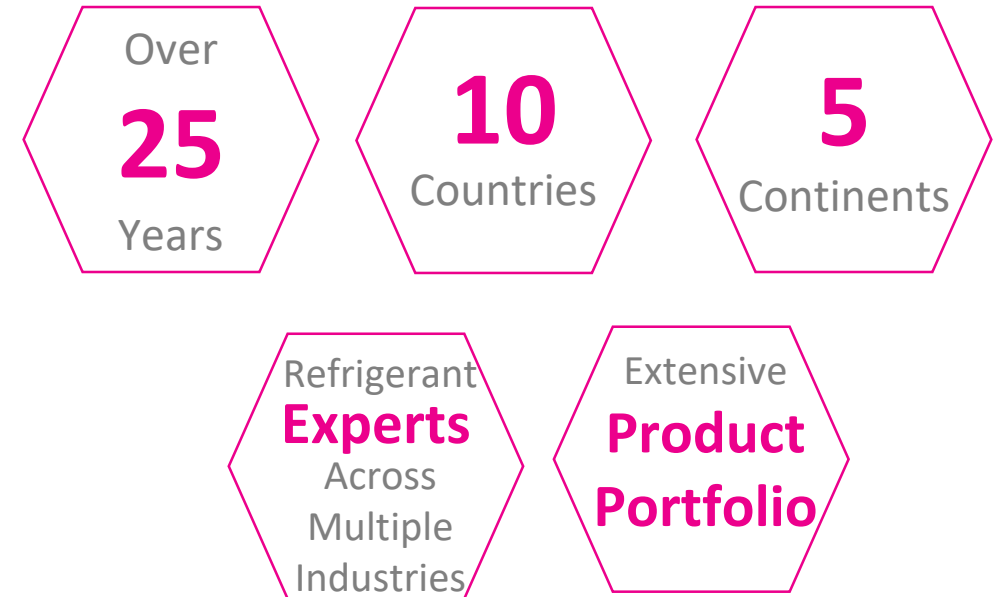 Over
25
Years
10
Countries
5
Continents
Refrigerant
Experts
Across
Multiple
Industries
Extensive
Product
Portfolio